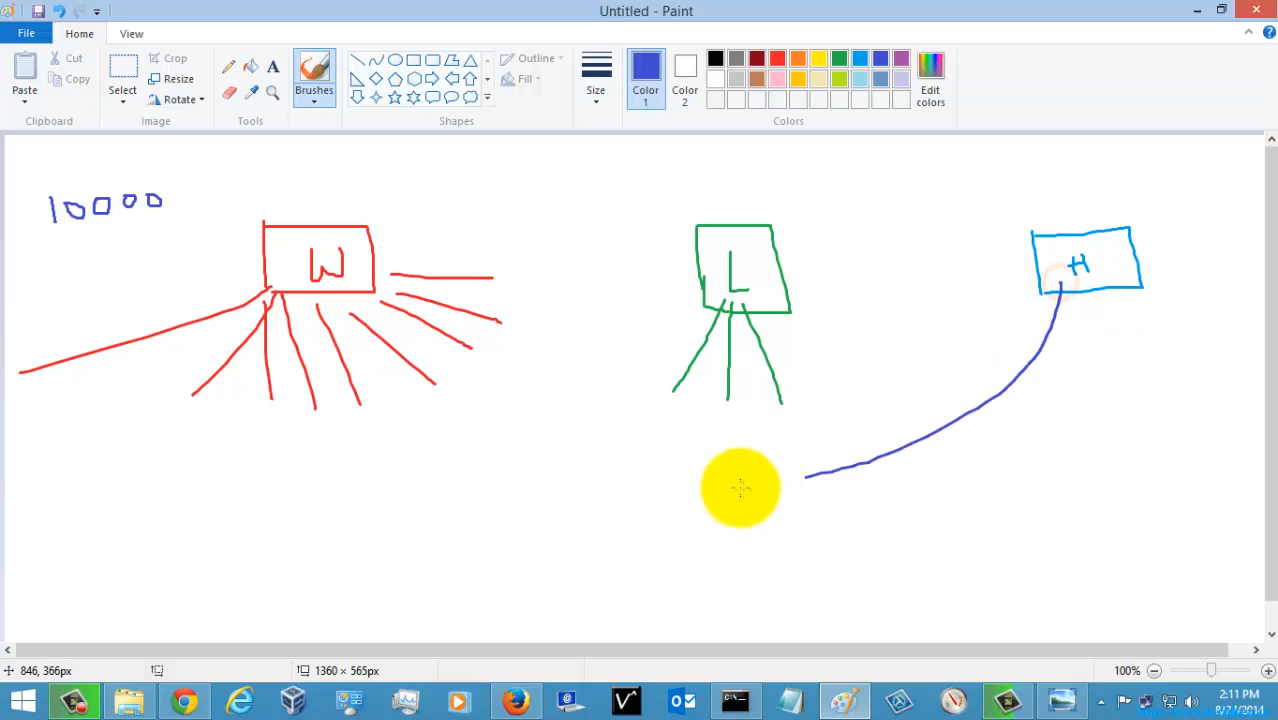 Untitled - Paint
File
Home
View
Paste
Cut
Copy
Clipboard
Select
Crop
Resize
Rotate
Image
A
Tools
Brushes
Outline
Fill
Shapes
Size
Color 1
Color 2
Edit colors
Colors
10000
W
L
H
846, 366px
1360 × 565px
100%
2:11 PM